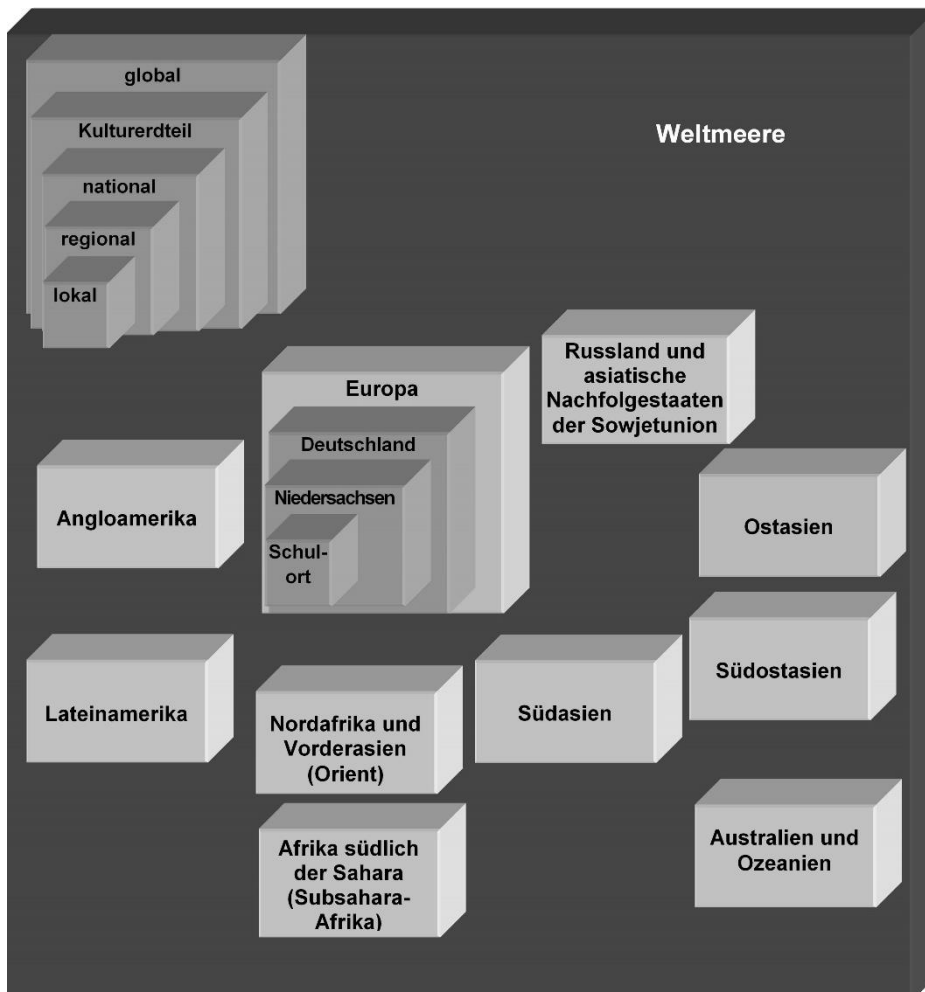 global
Kulturerdteil
Weltmeere
national
regional
lokal
Russland und
asiatische
Nachfolgestaaten
der Sowjetunion
Europa
Deutschland
Niedersachsen
Schul-
ort
Angloamerika
Ostasien
Lateinamerika
Nordafrika und
Vorderasien
(Orient)
Südasien
Südostasien
Afrika südlich
der Sahara
(Subsahara-
Afrika)
Australien und
Ozeanien